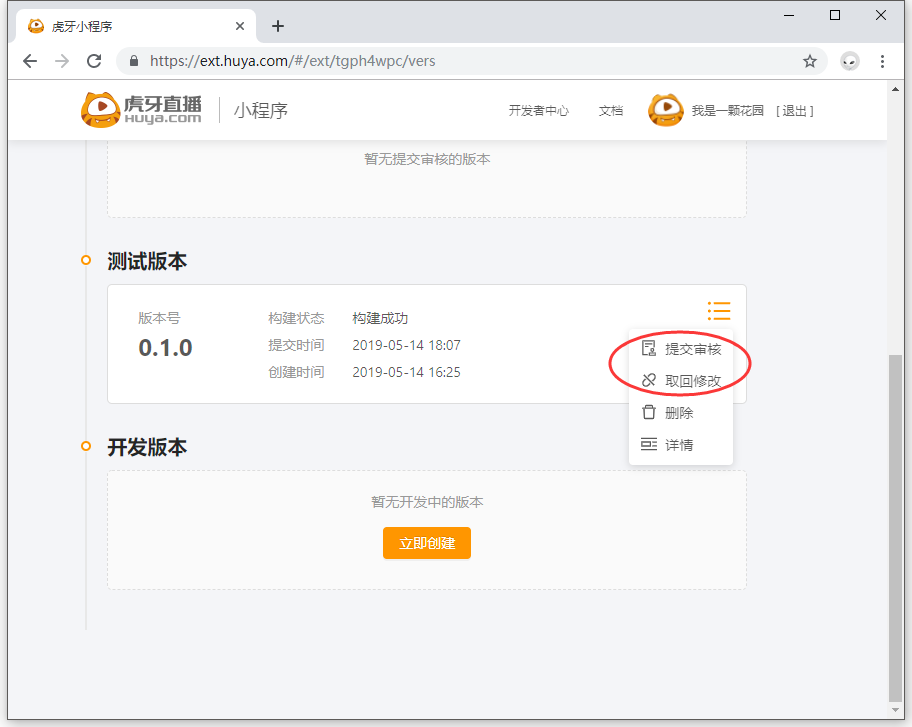 虎牙小程序
https://ext.huya.com/#/ext/tgph4wpc/vers
虎牙直播
HUYA.com
小程序
开发者中心
文档
我是一颗花园
[ 退出 ]
暂无提交审核的版本
测试版本
版本号
0.1.0
构建状态 构建成功
提交时间 2019-05-14 18:07
创建时间 2019-05-14 16:25
提交审核
取回修改
删除
详情
开发版本
暂无开发中的版本
立即创建